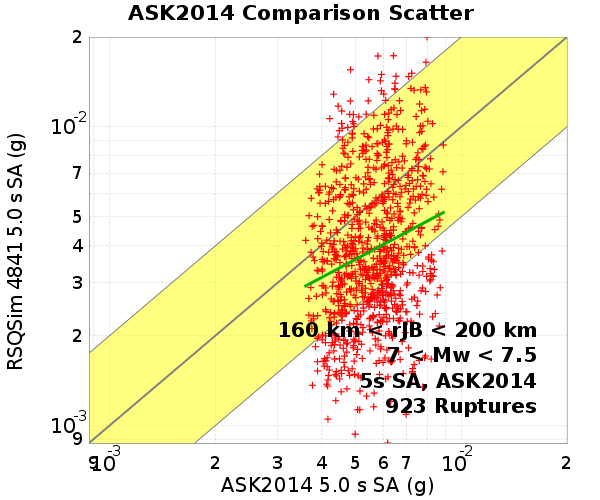 ASK2014 Comparison Scatter
RSQSim 4841 5.0 s SA (g)
2
10-2
7
5
4
3
2
10-3
9
160 km < rJB < 200 km
7 < Mw < 7.5
5s SA, ASK2014
923 Ruptures
9 10-3 2 3 4 5 6 7 10-2 2
ASK2014 5.0 s SA (g)